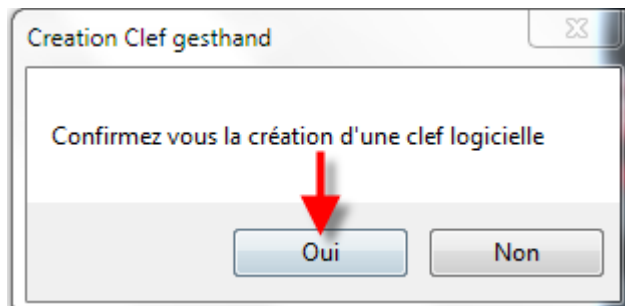 Creation Clef gesthand
Confirmez vous la création d'une clef logicielle
Oui
Non